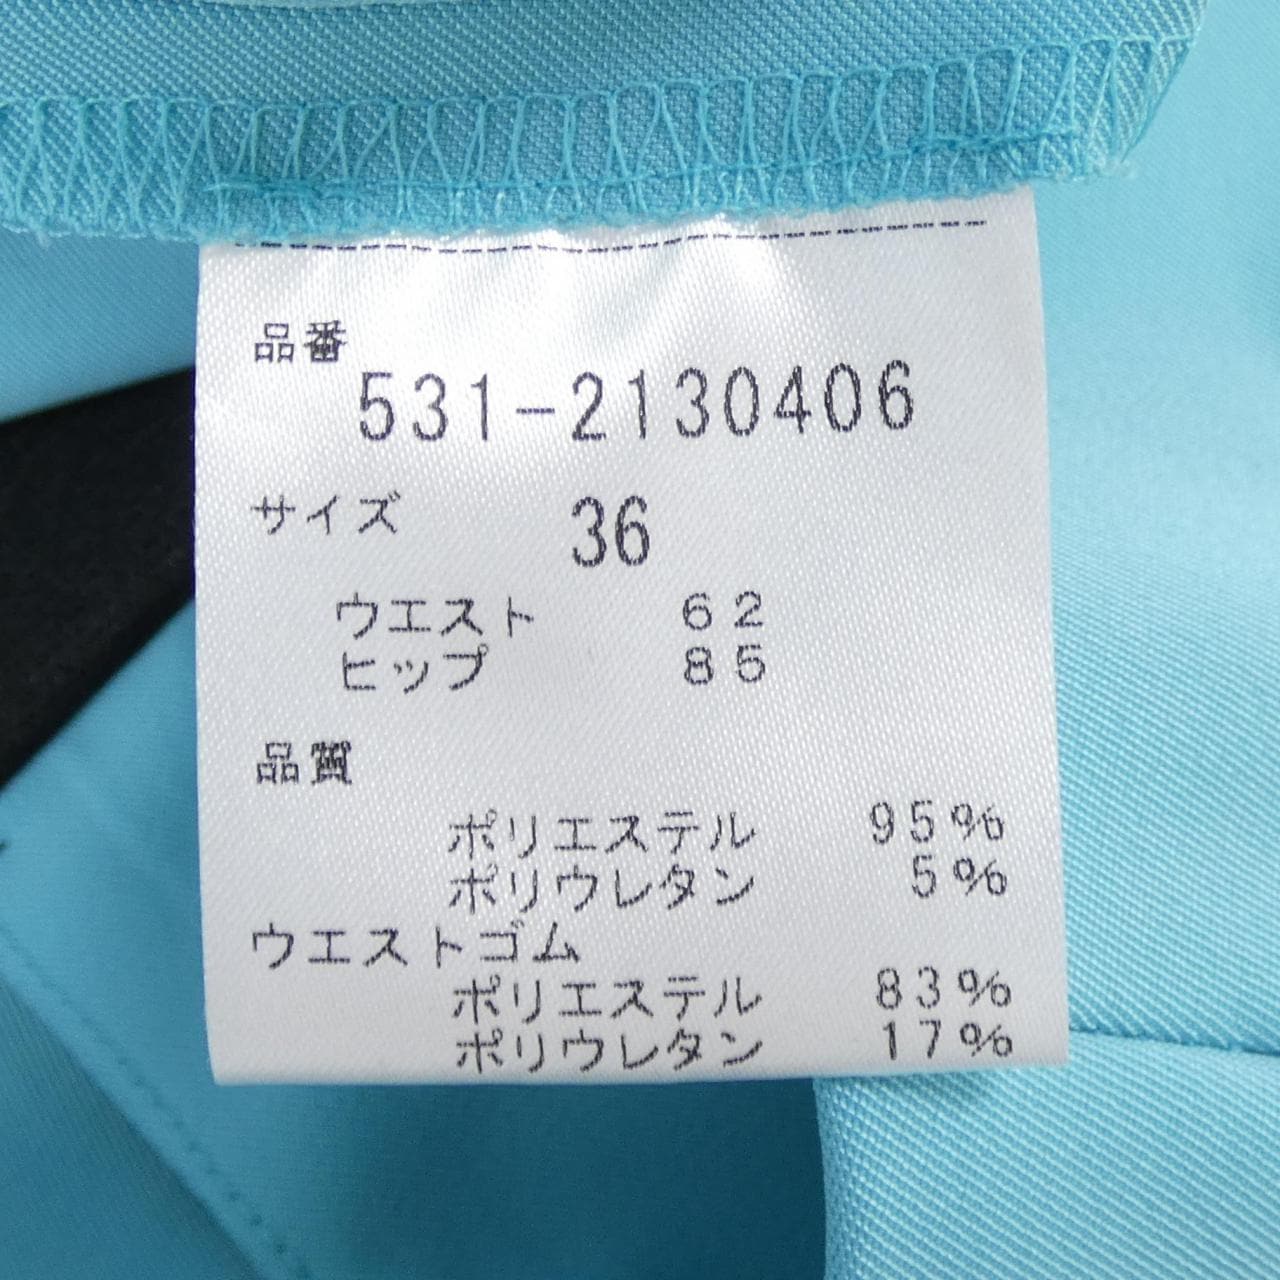 品番
531-2130406
サイズ 36
ウエスト 62
ヒップ 85
品質
ポリエステル 95%
ポリウレタン 5%
ウエストゴム
ポリエステル 83%
ポリウレタン 17%